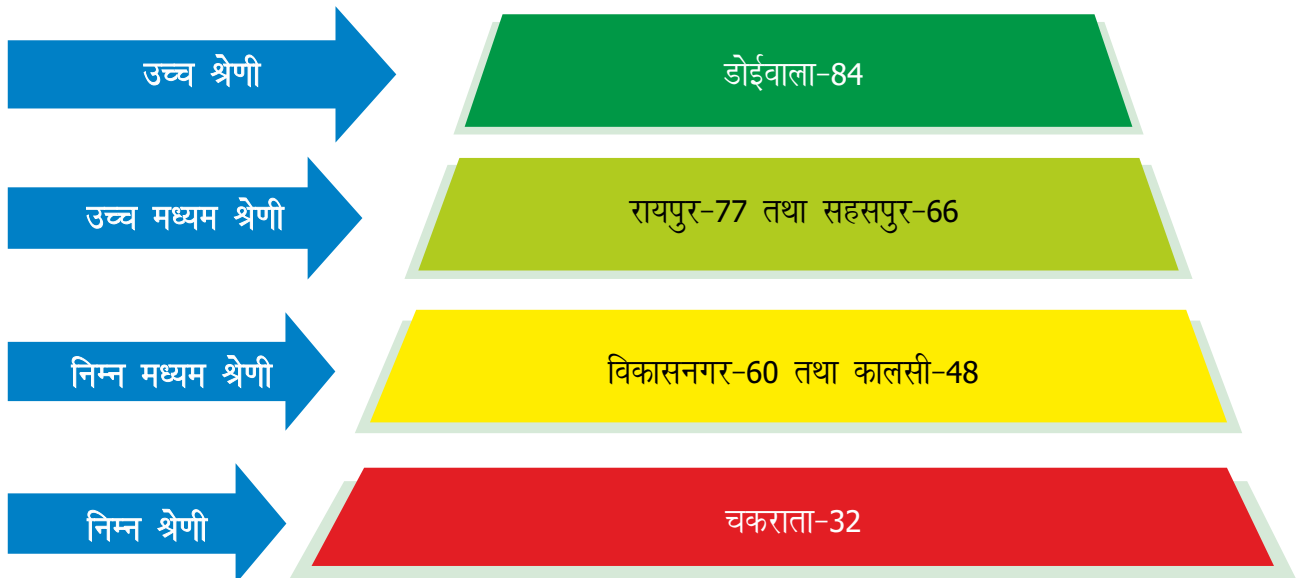 उच्च श्रेणी
डोईवाला-84
उच्च मध्यम श्रेणी
रायपुर-77 तथा सहसपुर-66
निम्न मध्यम श्रेणी
विकासनगर-60 तथा कालसी-48
निम्न श्रेणी
चकराता-32